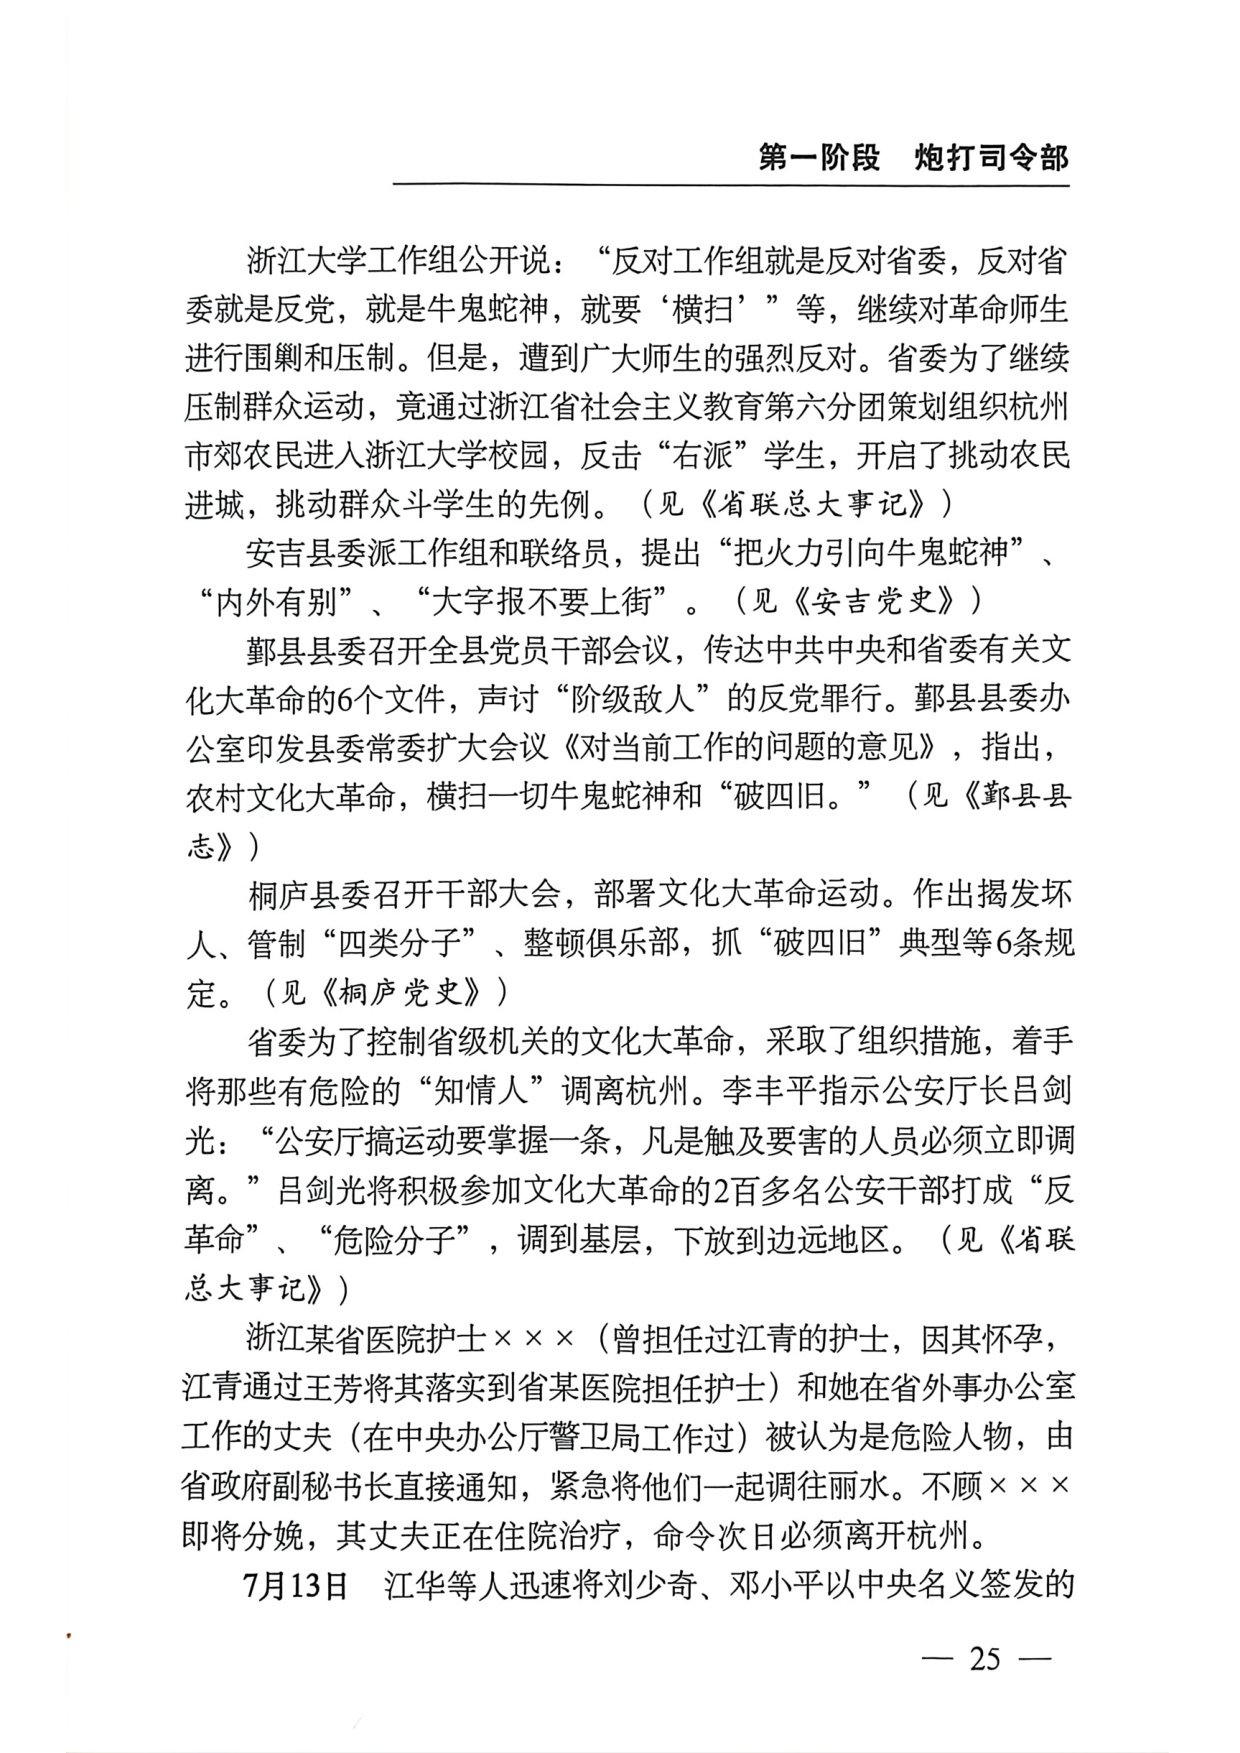 第一阶段　炮打司令部
浙江大学工作组公开说：“反对工作组就是反对省委，反对省
委就是反党，就是牛鬼蛇神，就要‘横扫’”等，继续对革命师生
进行围剿和压制。但是，遭到广大师生的强烈反对。省委为了继续
压制群众运动，竟通过浙江省社会主义教育第六分团策划组织杭州
市郊农民进入浙江大学校园，反击“右派”学生，开启了挑动农民
进城，挑动群众斗学生的先例。（见《省联总大事记》）
安吉县委派工作组和联络员，提出“把火力引向牛鬼蛇神”、
“内外有别”、“大字报不要上街”。（见《安吉党史》）
鄞县县委召开全县党员干部会议，传达中共中央和省委有关文
化大革命的6个文件，声讨“阶级敌人”的反党罪行。鄞县县委办
公室印发县委常委扩大会议《对当前工作的问题的意见》，指出，
农村文化大革命，横扫一切牛鬼蛇神和“破四旧。”（见《鄞县县
志》）
桐庐县委召开干部大会，部署文化大革命运动。作出揭发坏
人、管制“四类分子”、整顿俱乐部，抓“破四旧”典型等6条规
定。（见《桐庐党史》）
省委为了控制省级机关的文化大革命，采取了组织措施，着手
将那些有危险的“知情人”调离杭州。李丰平指示公安厅长吕剑
光：“公安厅搞运动要掌握一条，凡是触及要害的人员必须立即调
离。”吕剑光将积极参加文化大革命的2百多名公安干部打成“反
革命”、“危险分子”，调到基层，下放到边远地区。（见《省联
总大事记》）
浙江某省医院护士×××（曾担任过江青的护士，因其怀孕，
江青通过王芳将其落实到省某医院担任护士）和她在省外事办公室
工作的丈夫（在中央办公厅警卫局工作过）被认为是危险人物，由
省政府副秘书长直接通知，紧急将他们一起调往丽水。不顾×××
即将分娩，其丈夫正在住院治疗，命令次日必须离开杭州。
7月13日　江华等人迅速将刘少奇、邓小平以中央名义签发的
— 25 —